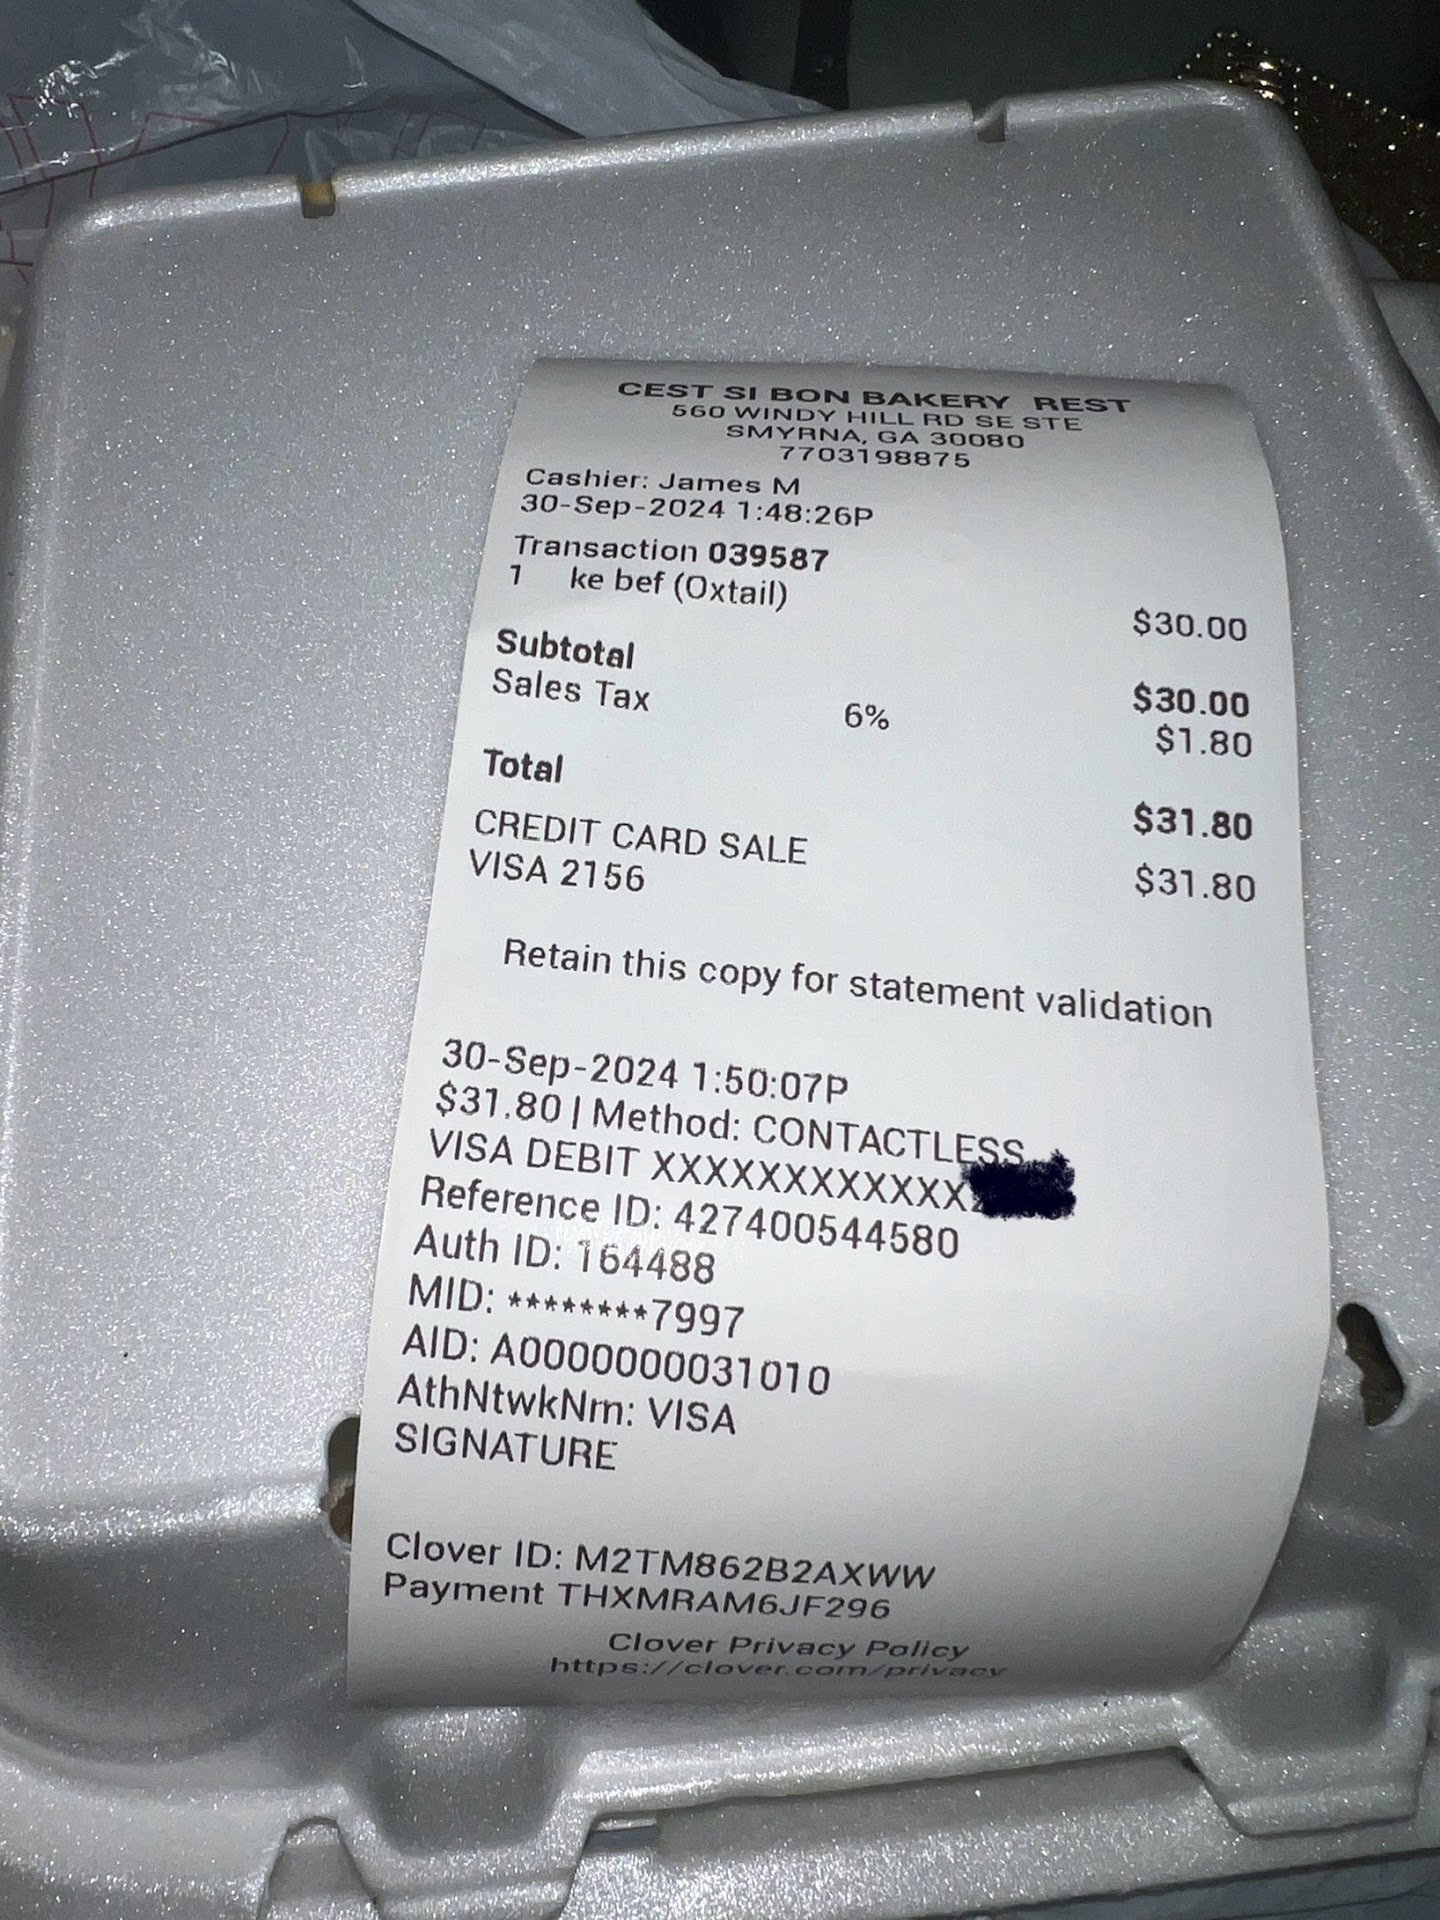 CEST SI BON BAKERY REST
560 WINDY HILL RD SE STE
SMYRNA, GA 30080
7703198875
Cashier: James M
30-Sep-2024 1:48:26P
Transaction 039587
1 ke bef (Oxtail) $30.00
Subtotal $30.00
Sales Tax 6% $1.80
Total $31.80
CREDIT CARD SALE $31.80
VISA 2156
Retain this copy for statement validation
30-Sep-2024 1:50:07P
$31.80 | Method: CONTACTLESS
VISA DEBIT XXXXXXXXXXXX
Reference ID: 427400544580
Auth ID: 164488
MID: ********7997
AID: A0000000031010
AthNtwkNm: VISA
SIGNATURE
Clover ID: M2TM862B2AXWW
Payment THXMRAM6JF296
Clover Privacy Policy
https://clover.com/privacy